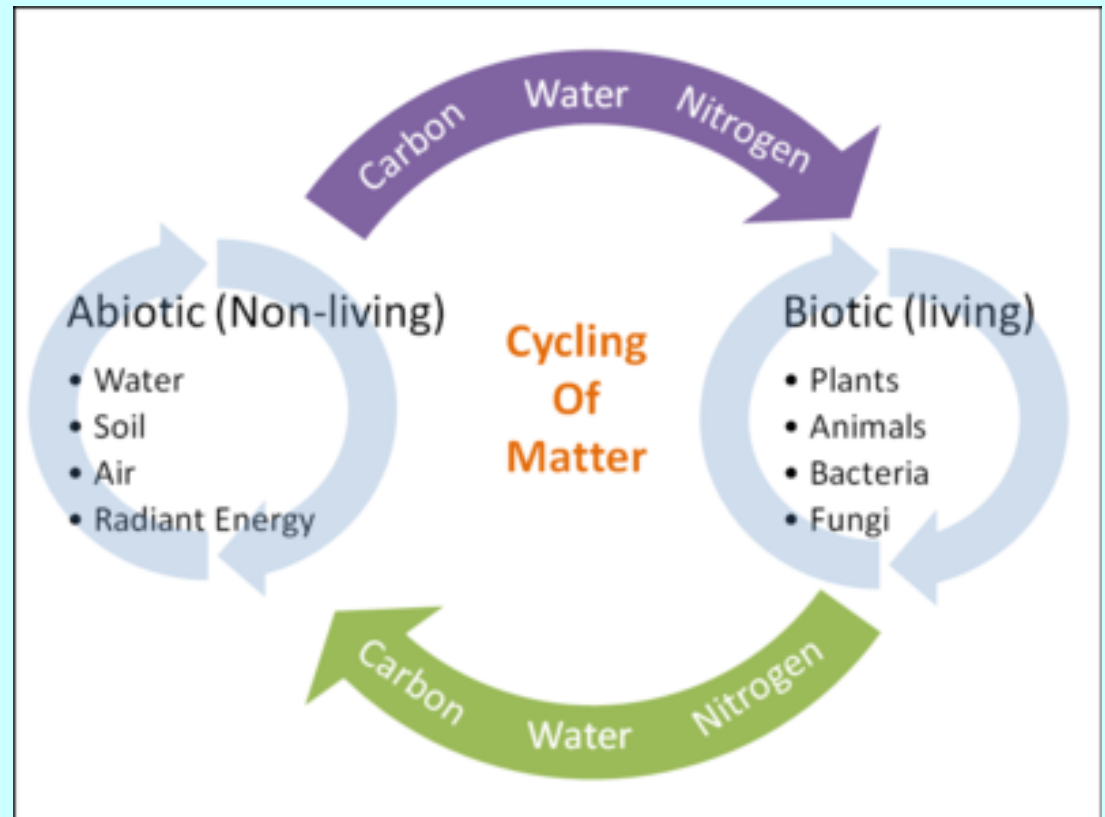 Carbon Water Nitrogen
Abiotic (Non-living)
• Water
• Soil
• Air
• Radiant Energy
Cycling
Of
Matter
Biotic (living)
• Plants
• Animals
• Bacteria
• Fungi
Carbon Water Nitrogen